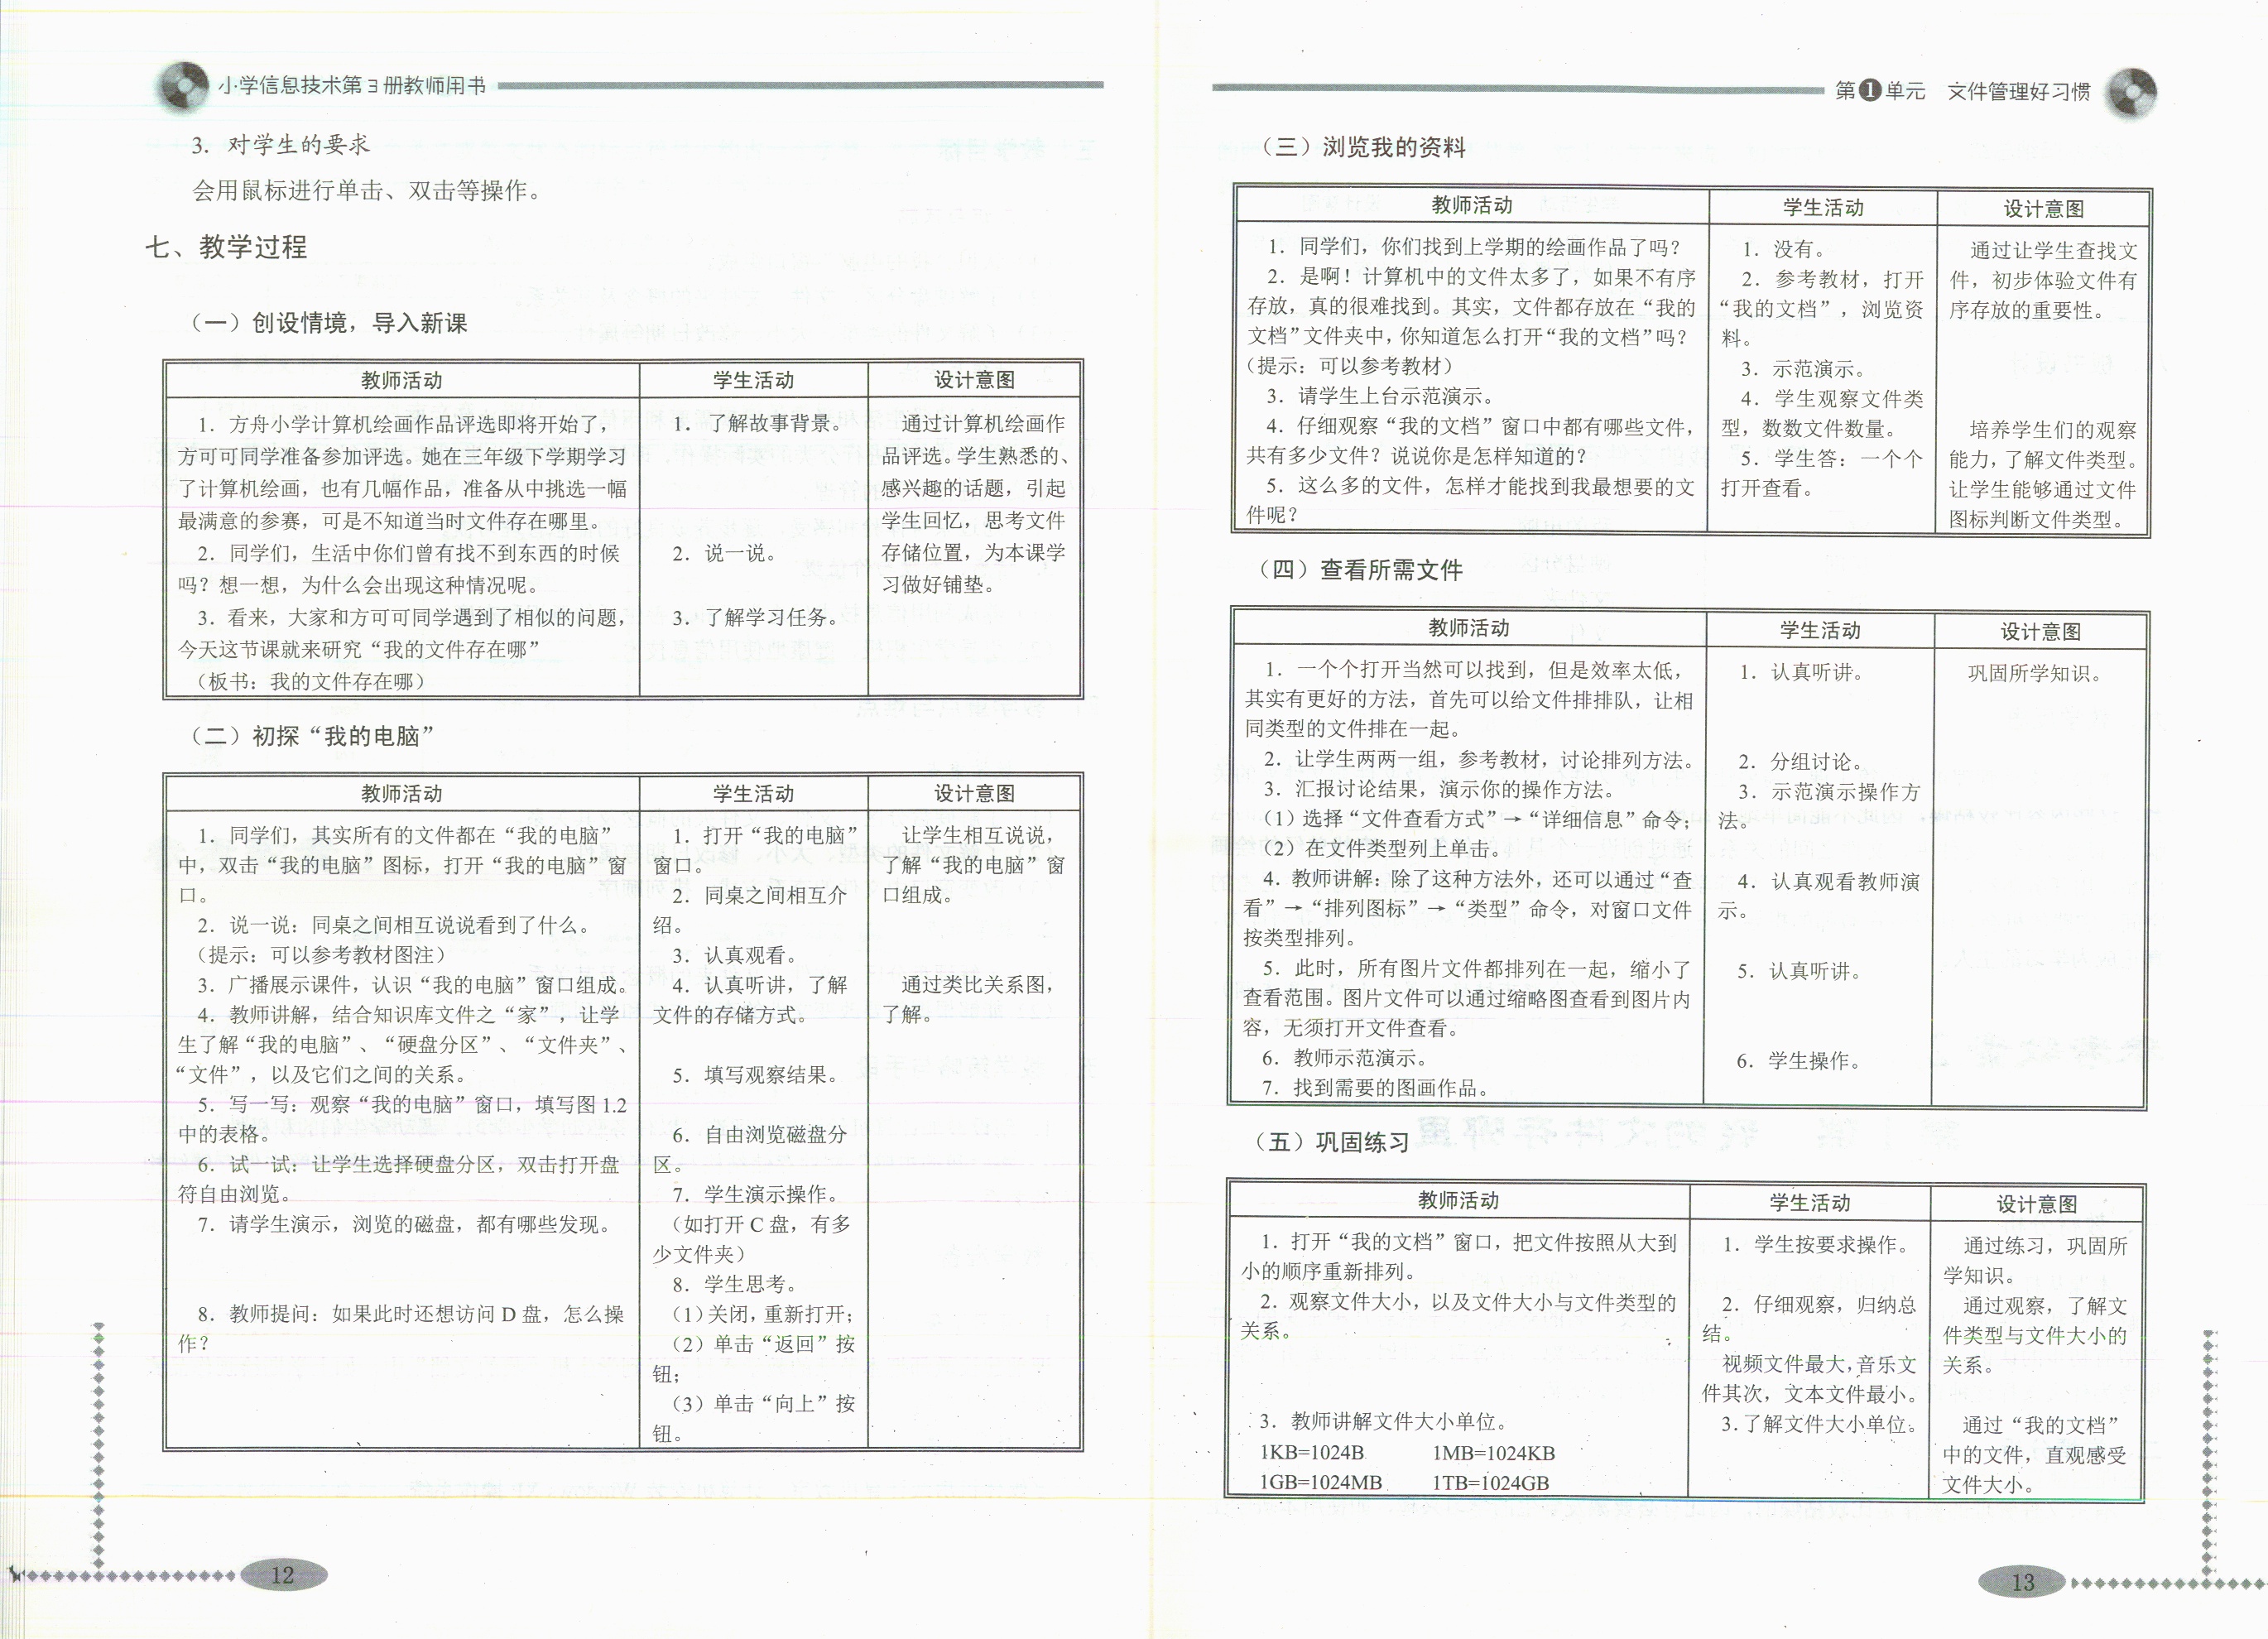 小学信息技术第3册教师用书
3. 对学生的要求
会用鼠标进行单击、双击等操作。
七、教学过程
（一）创设情境，导入新课
教师活动
学生活动
设计意图
1. 方舟小学计算机绘画作品评选即将开始了，
方可可同学准备参加评选。她在三年级下学期学习
了计算机绘画，也有几幅作品，准备从中挑选一幅
最满意的参赛，可是不知道当时文件存在哪里。
2. 同学们，生活中你们曾有找不到东西的时候
吗？想一想，为什么会出现这种情况呢。
3. 看来，大家和方可可同学遇到了相似的问题，
今天这节课就来研究“我的文件存在哪”
（板书：我的文件存在哪）
1. 了解故事背景。
2. 说一说。
3. 了解学习任务。
通过计算机绘画作
品评选。学生熟悉的、
感兴趣的话题，引起
学生回忆，思考文件
存储位置，为本课学
习做好铺垫。
（二）初探“我的电脑”
教师活动
学生活动
设计意图
1. 同学们，其实所有的文件都在“我的电脑”
中，双击“我的电脑”图标，打开“我的电脑”窗
口。
2. 说一说：同桌之间相互说说看到了什么。
（提示：可以参考教材图注）
3. 广播展示课件，认识“我的电脑”窗口组成。
4. 教师讲解，结合知识库文件之“家”，让学
生了解“我的电脑”、“硬盘分区”、“文件夹”、
“文件”，以及它们之间的关系。
5. 写一写：观察“我的电脑”窗口，填写图 1.2
中的表格。
6. 试一试：让学生选择硬盘分区，双击打开盘
符自由浏览。
7. 请学生演示，浏览的磁盘，都有哪些发现。
8. 教师提问：如果此时还想访问 D 盘，怎么操
作？
1. 打开“我的电脑”
窗口。
2. 同桌之间相互介
绍。
3. 认真观看。
4. 认真听讲，了解
文件的存储方式。
5. 填写观察结果。
6. 自由浏览磁盘分
区。
7. 学生演示操作。
（如打开 C 盘，有多
少文件夹）
8. 学生思考。
（1）关闭，重新打开；
（2）单击“返回”按
钮；
（3）单击“向上”按
钮。
让学生相互说说，
了解“我的电脑”窗
口组成。
通过类比关系图，
了解。
12
第1单元 文件管理好习惯
（三）浏览我的资料
教师活动
学生活动
设计意图
1. 同学们，你们找到上学期的绘画作品了吗？
2. 是啊！计算机中的文件太多了，如果不有序
存放，真的很难找到。其实，文件都存放在“我的
文档”文件夹中，你知道怎么打开“我的文档”吗？
（提示：可以参考教材）
3. 请学生上台示范演示。
4. 仔细观察“我的文档”窗口中都有哪些文件，
共有多少文件？说说你是怎样知道的？
5. 这么多的文件，怎样才能找到我最想要的文
件呢？
1. 没有。
2. 参考教材，打开
“我的文档”，浏览资
料。
3. 示范演示。
4. 学生观察文件类
型，数数文件数量。
5. 学生答：一个个
打开查看。
通过让学生查找文
件，初步体验文件有
序存放的重要性。
培养学生们的观察
能力，了解文件类型。
让学生能够通过文件
图标判断文件类型。
（四）查看所需文件
教师活动
学生活动
设计意图
1. 一个个打开当然可以找到，但是效率太低，
其实有更好的方法，首先可以给文件排排队，让相
同类型的文件排在一起。
2. 让学生两两一组，参考教材，讨论排列方法。
3. 汇报讨论结果，演示你的操作方法。
（1）选择“文件查看方式”→“详细信息”命令；
（2）在文件类型列上单击。
4. 教师讲解：除了这种方法外，还可以通过“查
看”→“排列图标”→“类型”命令，对窗口文件
按类型排列。
5. 此时，所有图片文件都排列在一起，缩小了
查看范围。图片文件可以通过缩略图查看到图片内
容，无须打开文件查看。
6. 教师示范演示。
7. 找到需要的图画作品。
1. 认真听讲。
2. 分组讨论。
3. 示范演示操作方
法。
4. 认真观看教师演
示。
5. 认真听讲。
6. 学生操作。
巩固所学知识。
（五）巩固练习
教师活动
学生活动
设计意图
1. 打开“我的文档”窗口，把文件按照从大到
小的顺序重新排列。
2. 观察文件大小，以及文件大小与文件类型的
关系。
3. 教师讲解文件大小单位。
1KB=1024B 1MB=1024KB
1GB=1024MB 1TB=1024GB
1. 学生按要求操作。
2. 仔细观察，归纳总
结。
视频文件最大，音乐文
件其次，文本文件最小。
3. 了解文件大小单位。
通过练习，巩固所
学知识。
通过观察，了解文
件类型与文件大小的
关系。
通过“我的文档”
中的文件，直观感受
文件大小。
13